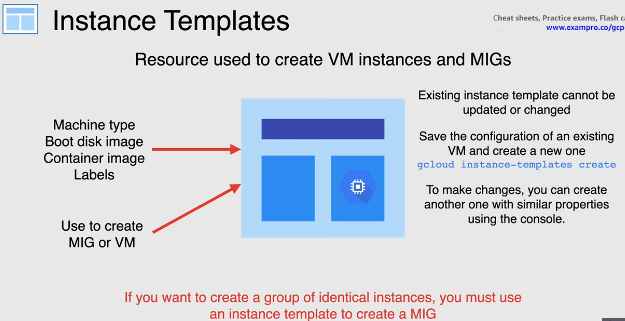 Instance Templates
Cheat sheets, Practice exams, Flash
www.exampro.co/gcp
Resource used to create VM instances and MIGs
Machine type
Boot disk image
Container image
Labels
Use to create
MIG or VM
Existing instance template cannot be
updated or changed
Save the configuration of an existing
VM and create a new one
gcloud instance-templates create
To make changes, you can create
another one with similar properties
using the console.
If you want to create a group of identical instances, you must use
an instance template to create a MIG